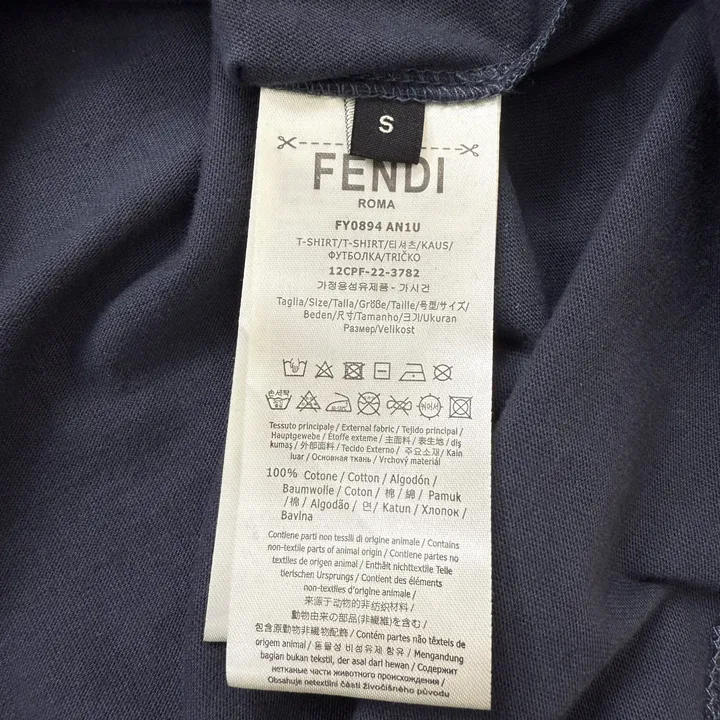 S
FENDI
ROMA
FY0894 AN1U
T-SHIRT/T-SHIRT/티셔츠/KAUS/
ФУТБОЛКА/TRIČKO
12CPF-22-3782
가정용섬유제품-가시건
Taglia/Size/Talla/Größe/Taille/号型/サイズ/
Beden/尺寸/Tamanho/크기/Ukuran
Размер/Velikost
손세탁
Tessuto principale / External fabric / Tejido principal /
Hauptgewebe / Etoffe externe / 主面料 / 表生地 / dış
kumaş / 外部面料 / Tecido Externo / 주요소재 / Kain
luar / Основная ткань / Vrchový materiál
100% Cotone / Cotton / Algodón /
Baumwolle / Coton / 棉 / 綿 / Pamuk
/棉 / Algodão / 면/ Katun / Хлопок /
Bavlna
Contiene parti non tessili di origine animale / Contains
non-textile parts of animal origin / Contiene partes no
textiles de origen animal / Enthält nichttextile Teile
tierischen Ursprungs / Contient des éléments
non-textiles d'origine animale /
来源于动物的非纺织材料 /
動物由来の部品 (非繊維)を含む /
包含原動物非纖物配飾 / Contém partes não têxteis de
origem animal / 동물성 비섬유제품 함유 / Mengandung
bagian bukan tekstil, der asal dari hewan / Содержит
нетканые части животного происхождения /
Obsahuje netextilní části živočišného původu